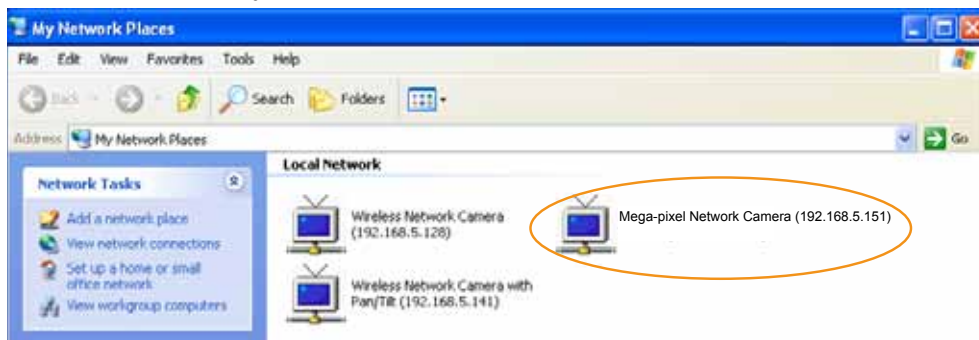 My Network Places
File Edit View Favorites Tools Help
Back Search Folders
Address My Network Places Go
Network Tasks
Add a network place
View network connections
Set up a home or small
office network
View workgroup computers
Local Network
Wireless Network Camera
(192.168.5.128)
Mega-pixel Network Camera (192.168.5.151)
Wireless Network Camera with
Pan/Tilt (192.168.5.141)